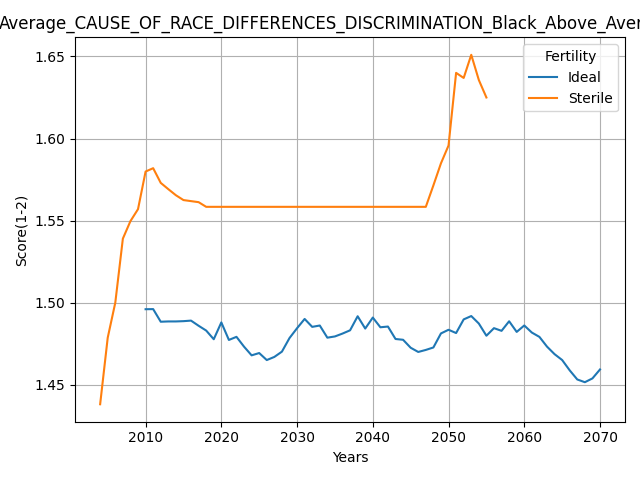 Average_CAUSE_OF_RACE_DIFFERENCES_DISCRIMINATION_Black_Above_Aver
Fertility
Ideal
Sterile
Score(1-2)
1.65
1.60
1.55
1.50
1.45
2010 2020 2030 2040 2050 2060 2070
Years